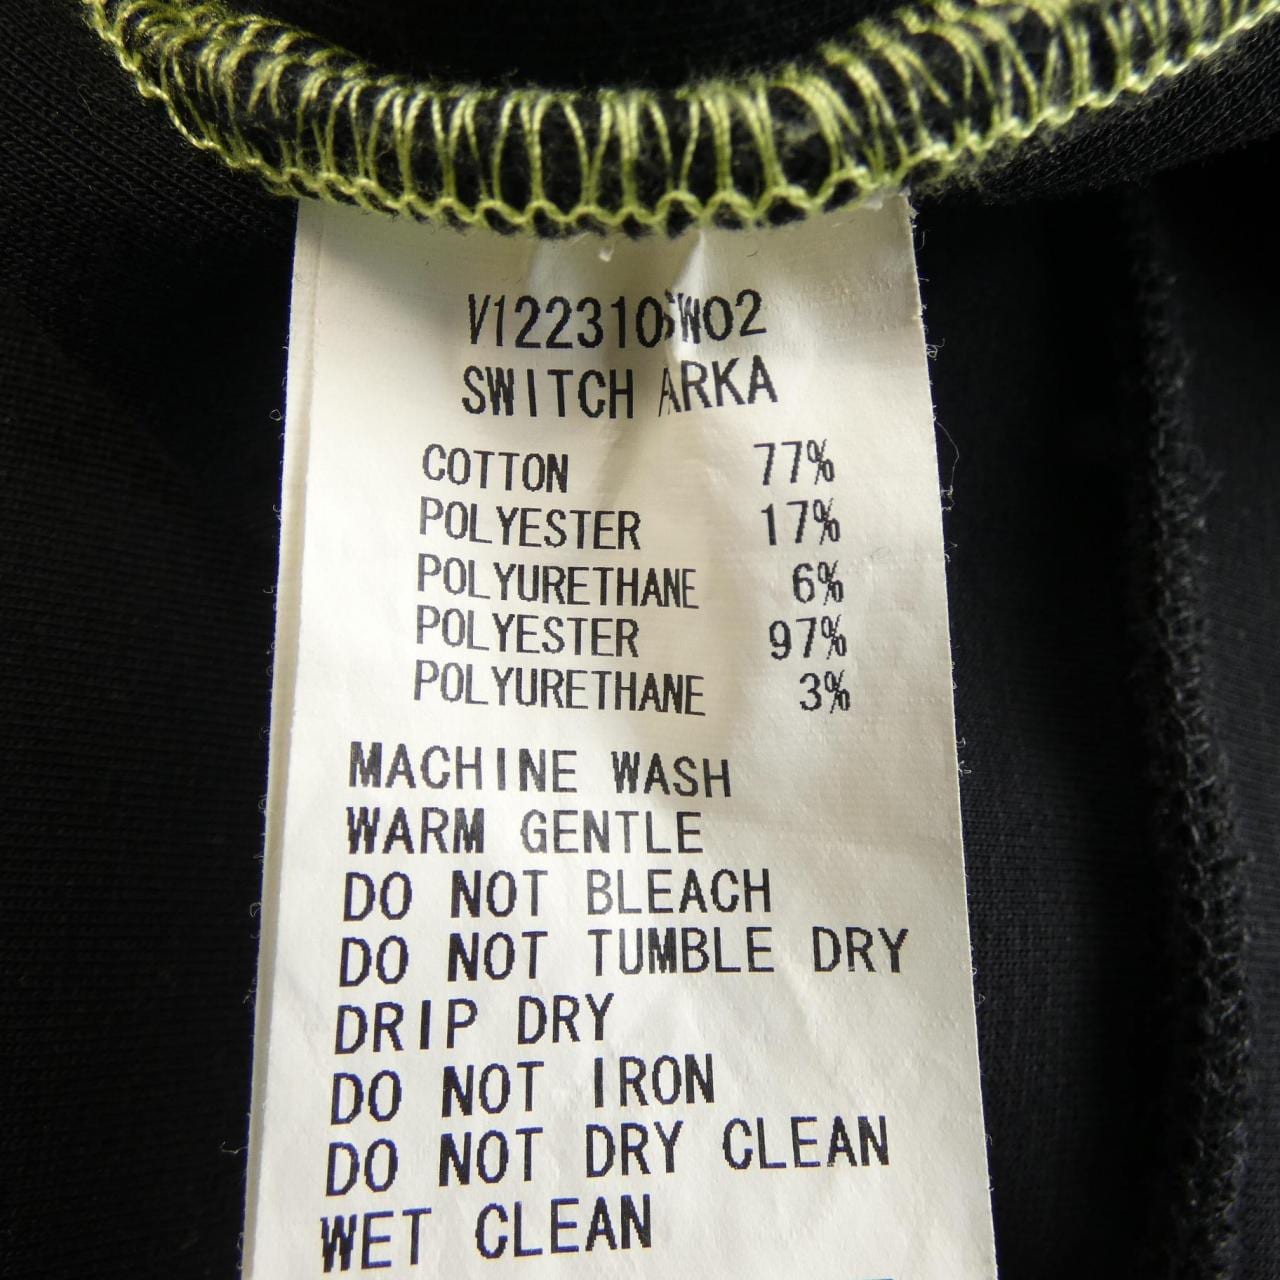 V122310SW02
SWITCH ARKA
COTTON 77%
POLYESTER 17%
POLYURETHANE 6%
POLYESTER 97%
POLYURETHANE 3%
MACHINE WASH
WARM GENTLE
DO NOT BLEACH
DO NOT TUMBLE DRY
DRIP DRY
DO NOT IRON
DO NOT DRY CLEAN
WET CLEAN